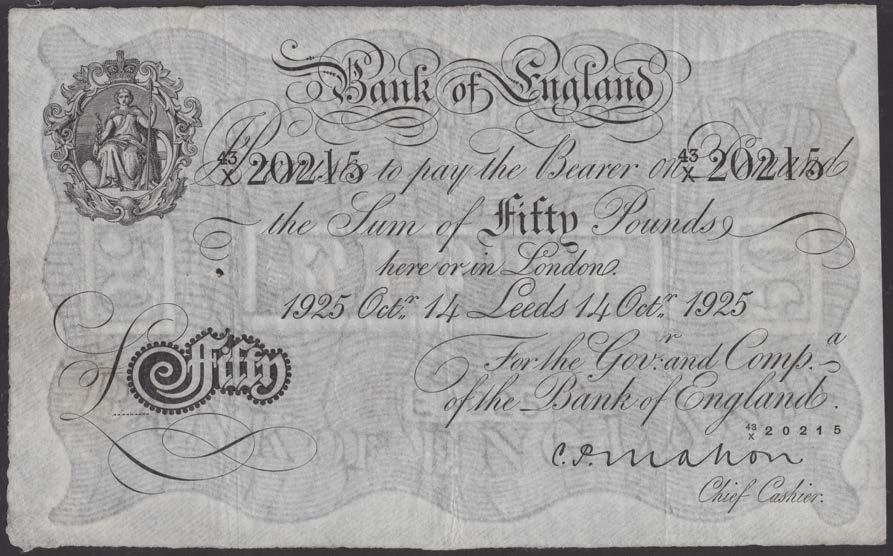 Bank of England
I Promise to pay the Bearer on Demand
43/X 20215 43/X 20215
the Sum of Fifty Pounds
here or in London.
1925 Octr. 14 Leeds 14 Octr. 1925
For the Govr. and Compa.
of the Bank of England.
£ Fifty
43/X 20215
C.P. Mahon
Chief Cashier.